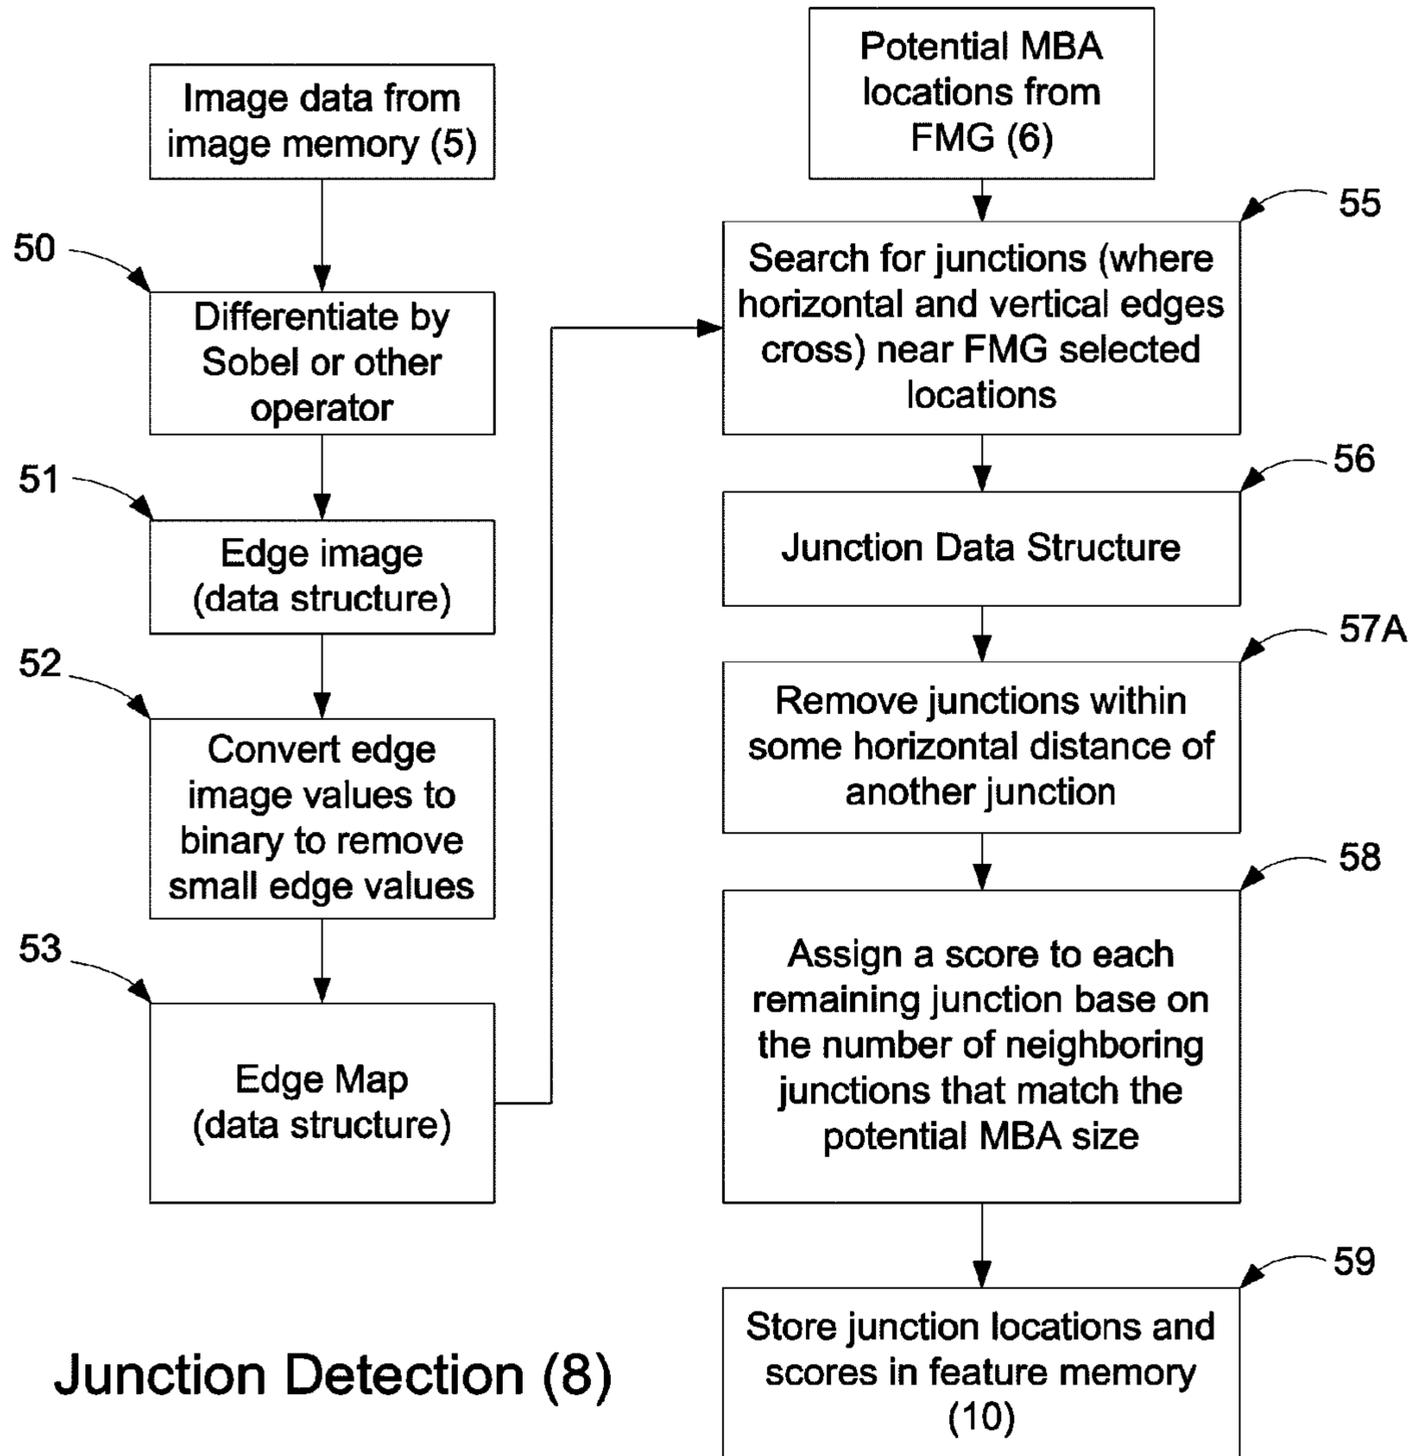 Image data from
image memory (5)
50
Differentiate by
Sobel or other
operator
51
Edge image
(data structure)
52
Convert edge
image values to
binary to remove
small edge values
53
Edge Map
(data structure)
Potential MBA
locations from
FMG (6)
55
Search for junctions (where
horizontal and vertical edges
cross) near FMG selected
locations
56
Junction Data Structure
57A
Remove junctions within
some horizontal distance of
another junction
58
Assign a score to each
remaining junction base on
the number of neighboring
junctions that match the
potential MBA size
59
Store junction locations and
scores in feature memory
(10)
Junction Detection (8)